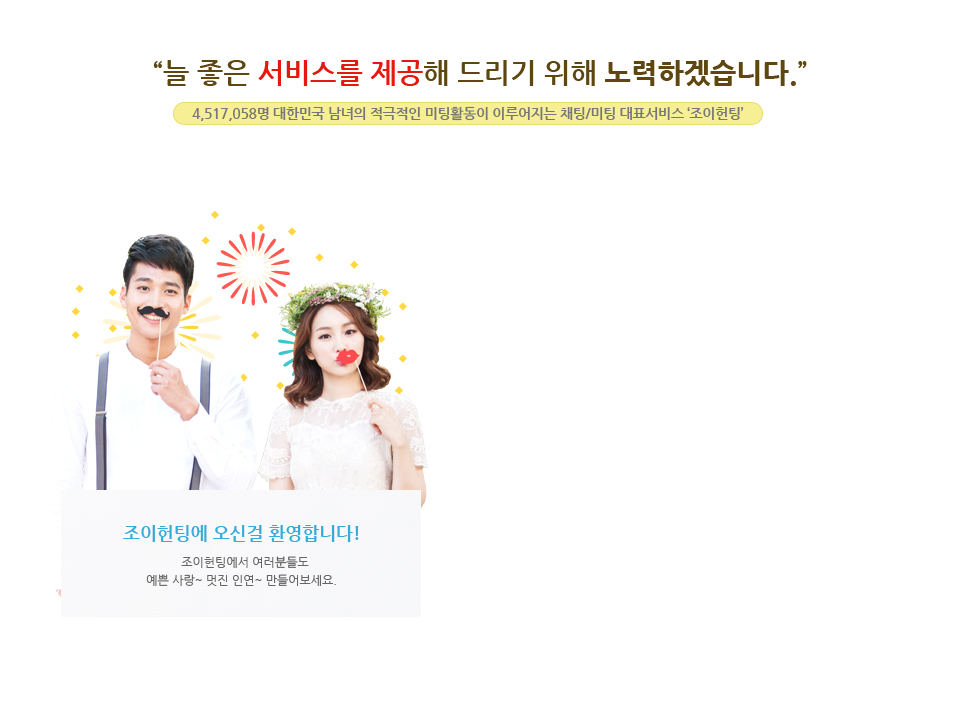 “늘 좋은 서비스를 제공해 드리기 위해 노력하겠습니다.”
4,517,058명 대한민국 남녀의 적극적인 미팅활동이 이루어지는 채팅/미팅 대표서비스 ‘조이헌팅’
조이헌팅에 오신걸 환영합니다!
조이헌팅에서 여러분들도
예쁜 사랑~ 멋진 인연~ 만들어보세요.